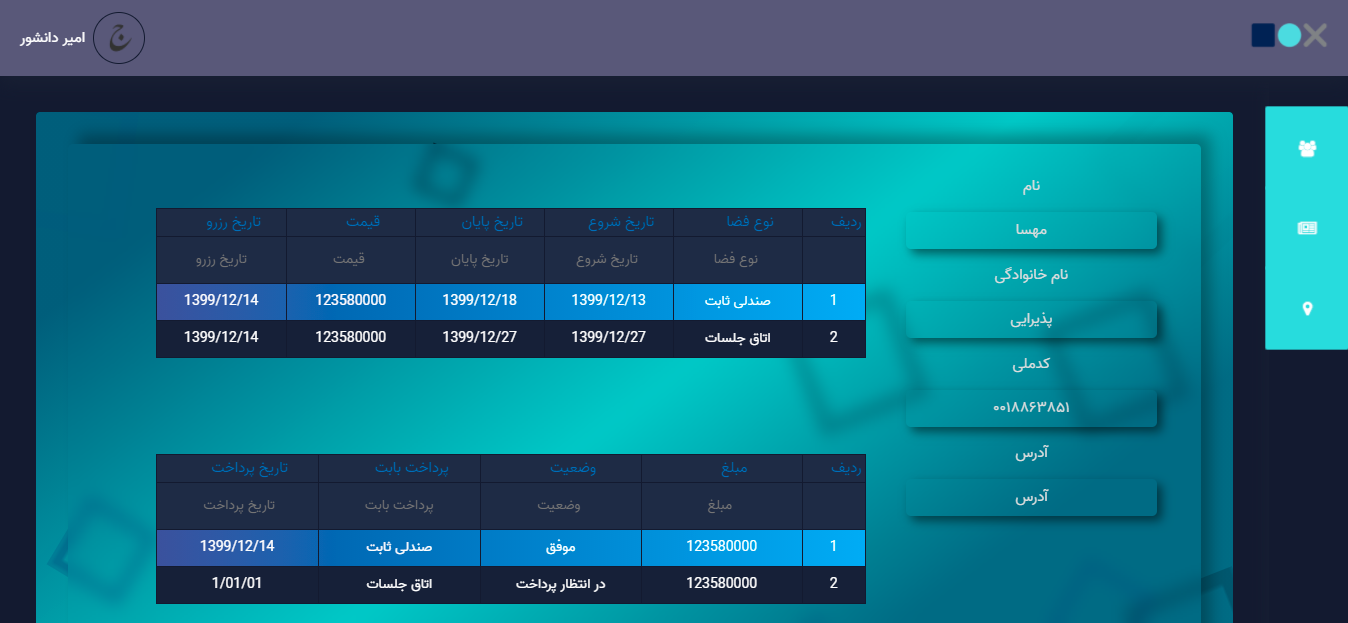 امیر دانشور
ج
نام
مهسا
نام خانوادگی
پذیرایی
کدملی
۰۰۱۸۸۶۳۸۵۱
آدرس
آدرس
ردیف نوع فضا تاریخ شروع تاریخ پایان قیمت تاریخ رزرو
نوع فضا تاریخ شروع تاریخ پایان قیمت تاریخ رزرو
1 صندلی ثابت 1399/12/13 1399/12/18 123580000 1399/12/14
2 اتاق جلسات 1399/12/27 1399/12/27 123580000 1399/12/14
ردیف مبلغ وضعیت پرداخت بابت تاریخ پرداخت
مبلغ وضعیت پرداخت بابت تاریخ پرداخت
1 123580000 موفق صندلی ثابت 1399/12/14
2 123580000 در انتظار پرداخت اتاق جلسات 1/01/01